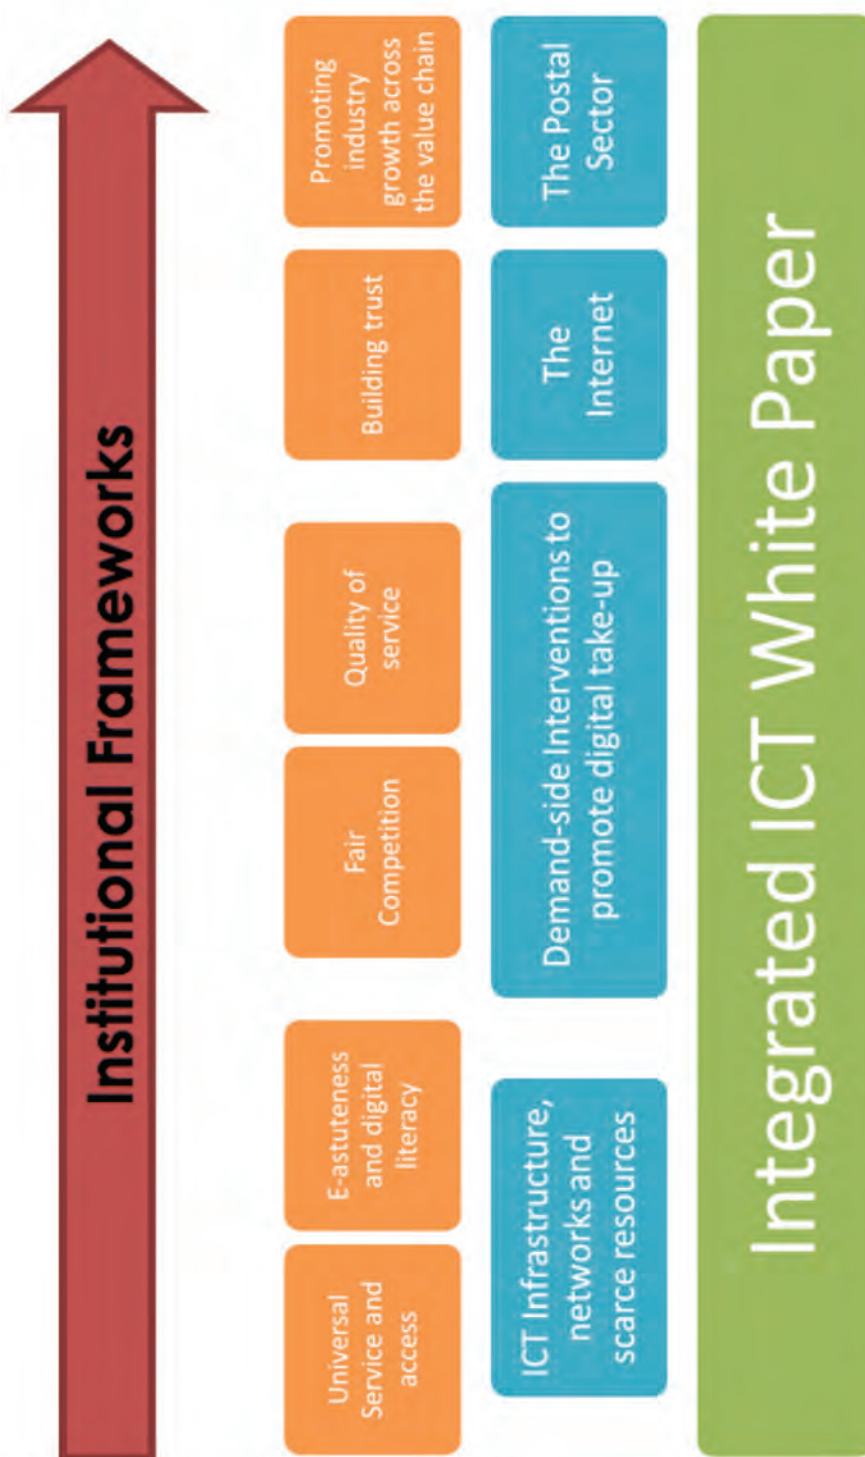 Institutional Frameworks
Universal
Service and
access
E-astuteness
and digital
literacy
Fair
Competition
Quality of
service
Building trust
Promoting
industry
growth across
the value chain
ICT Infrastructure,
networks and
scarce resources
Demand-side Interventions to
promote digital take-up
The
Internet
The Postal
Sector
Integrated ICT White Paper